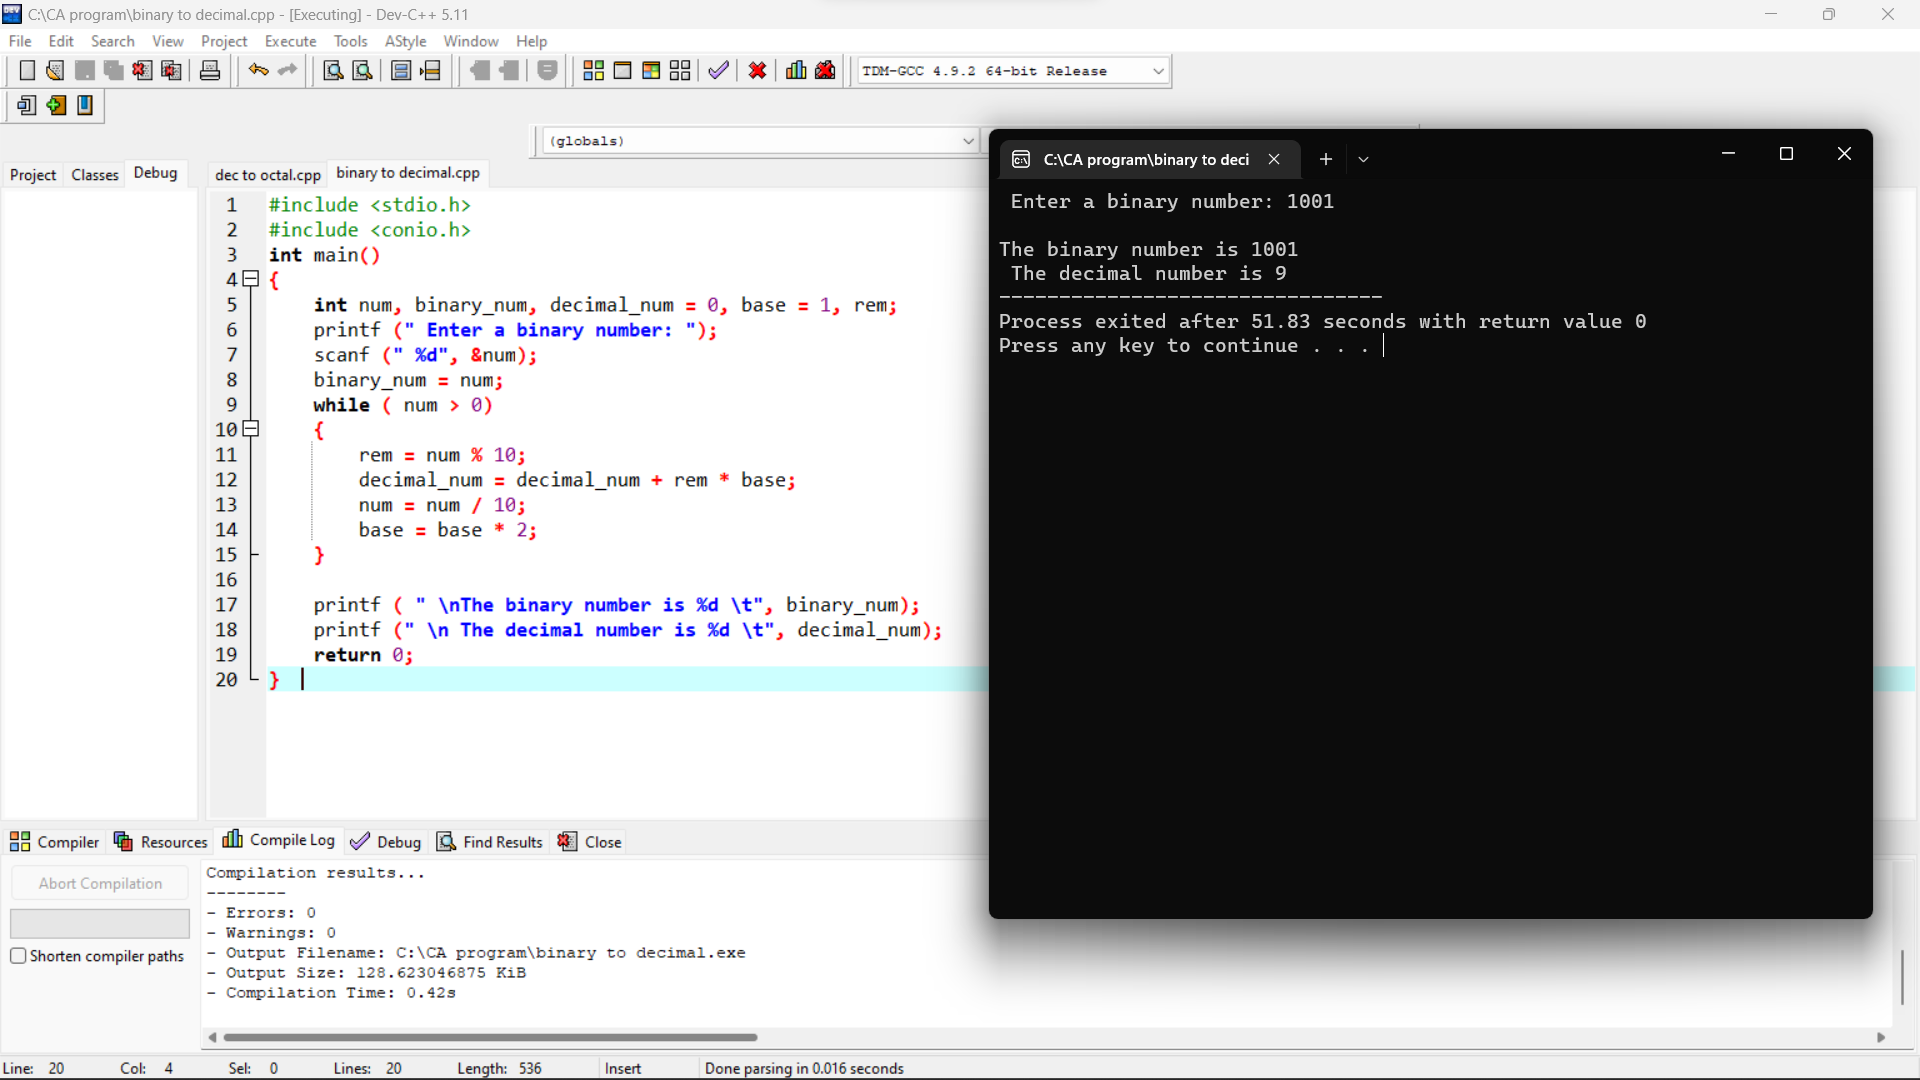 C:\CA program\binary to decimal.cpp - [Executing] - Dev-C++ 5.11
File Edit Search View Project Execute Tools AStyle Window Help
TDM-GCC 4.9.2 64-bit Release
(globals)
Project Classes Debug
dec to octal.cpp binary to decimal.cpp
1 #include <stdio.h>
2 #include <conio.h>
3 int main()
4 {
5 int num, binary_num, decimal_num = 0, base = 1, rem;
6 printf (" Enter a binary number: ");
7 scanf (" %d", &num);
8 binary_num = num;
9 while ( num > 0)
10 {
11 rem = num % 10;
12 decimal_num = decimal_num + rem * base;
13 num = num / 10;
14 base = base * 2;
15 }
16
17 printf ( " \nThe binary number is %d \t", binary_num);
18 printf (" \n The decimal number is %d \t", decimal_num);
19 return 0;
20 }
C:\CA program\binary to deci
Enter a binary number: 1001
The binary number is 1001
The decimal number is 9
--------------------------------
Process exited after 51.83 seconds with return value 0
Press any key to continue . . .
Compiler Resources Compile Log Debug Find Results Close
Abort Compilation
Shorten compiler paths
Compilation results...
--------
- Errors: 0
- Warnings: 0
- Output Filename: C:\CA program\binary to decimal.exe
- Output Size: 128.623046875 KiB
- Compilation Time: 0.42s
Line: 20 Col: 4 Sel: 0 Lines: 20 Length: 536 Insert Done parsing in 0.016 seconds